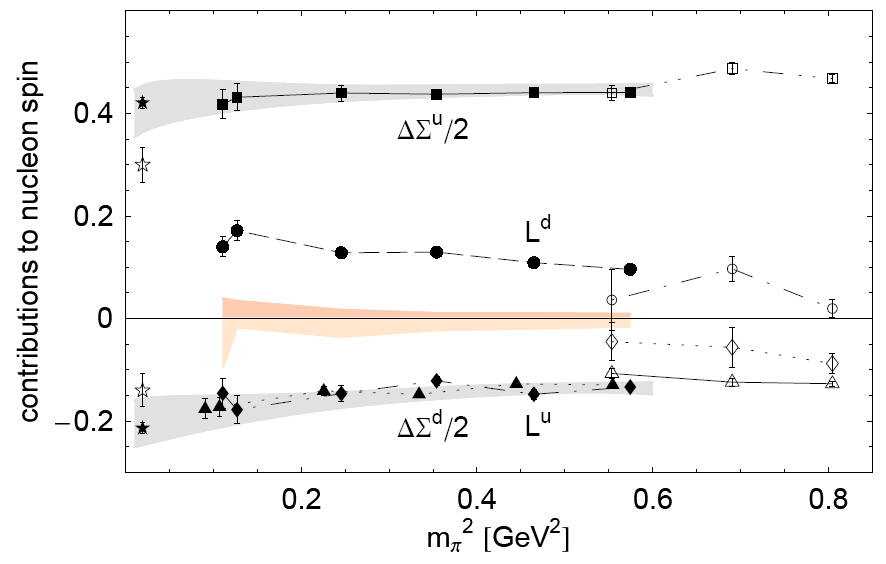 contributions to nucleon spin
0.4
0.2
0
−0.2
ΔΣᵘ/2
Lᵈ
ΔΣᵈ/2
Lᵘ
0.2
0.4
0.6
0.8
mπ² [GeV²]